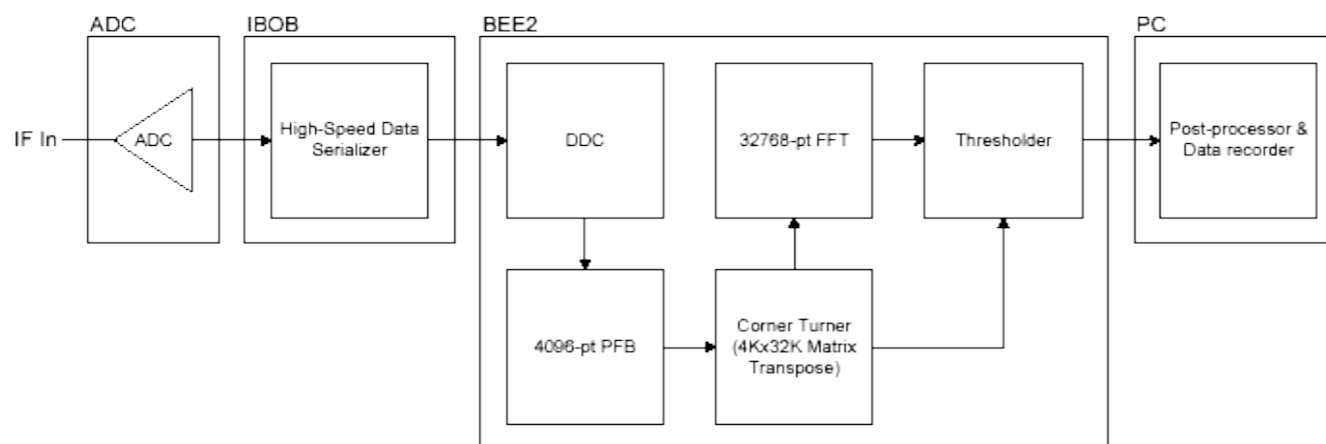 ADC
IBOB
BEE2
PC
IF In
ADC
High-Speed Data
Serializer
DDC
32768-pt FFT
Thresholder
Post-processor &
Data recorder
4096-pt PFB
Corner Turner
(4Kx32K Matrix
Transpose)